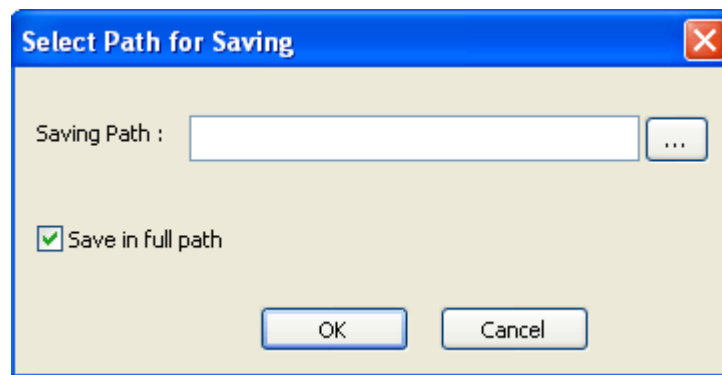 Select Path for Saving
Saving Path :
...
Save in full path
OK
Cancel